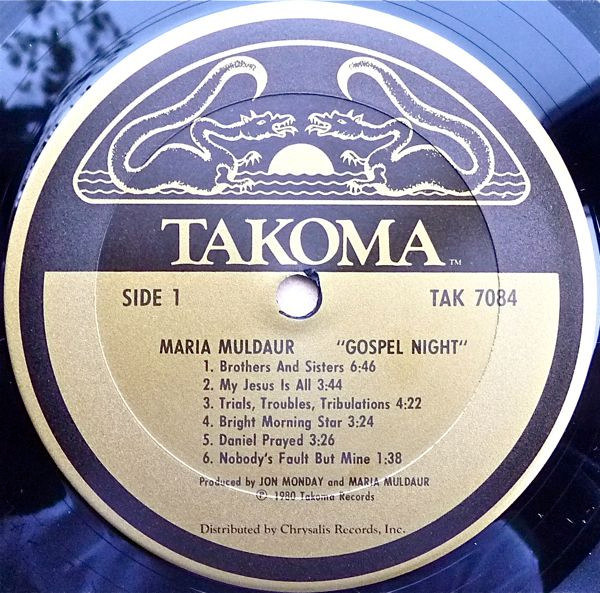 TAKOMA TM
SIDE 1 TAK 7084
MARIA MULDAUR "GOSPEL NIGHT"
1. Brothers And Sisters 6:46
2. My Jesus Is All 3:44
3. Trials, Troubles, Tribulations 4:22
4. Bright Morning Star 3:24
5. Daniel Prayed 3:26
6. Nobody's Fault But Mine 1:38
Produced by JON MONDAY and MARIA MULDAUR
℗ 1980 Takoma Records
Distributed by Chrysalis Records, Inc.